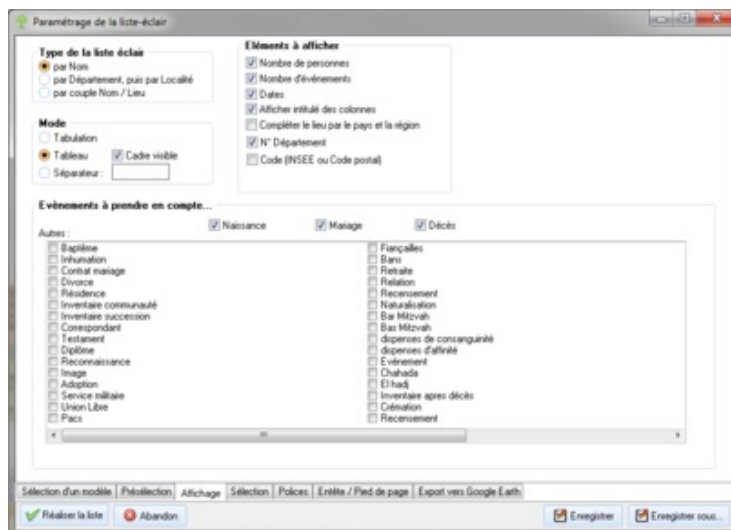 Paramétrage de la liste-éclair
Type de la liste éclair
par Nom
par Département, puis par Localité
par couple Nom / Lieu
Mode
Tabulation
Tableau
Cadre visible
Séparateur :
Eléments à afficher
Nombre de personnes
Nombre d'événements
Dates
Afficher intitulé des colonnes
Compléter le lieu par le pays et la région
N° Département
Code (INSEE ou Code postal)
Evènements à prendre en compte...
Naissance
Mariage
Décès
Autres :
Baptême
Inhumation
Contrat mariage
Divorce
Résidence
Inventaire communauté
Inventaire succession
Correspondant
Testament
Diplôme
Reconnaissance
Image
Adoption
Service militaire
Union Libre
Pacs
Fiançailles
Bans
Retraite
Relation
Recensement
Naturalisation
Bar Mitzvah
Bas Mitzvah
dispenses de consanguinité
dispenses d'affinité
Evénement
Chahada
El hadj
Inventaire apres décès
Crémation
Recensement
Sélection d'un modèle
Présélection
Affichage
Sélection
Polices
Entête / Pied de page
Export vers Google Earth
Réaliser la liste
Abandon
Enregistrer
Enregistrer sous...